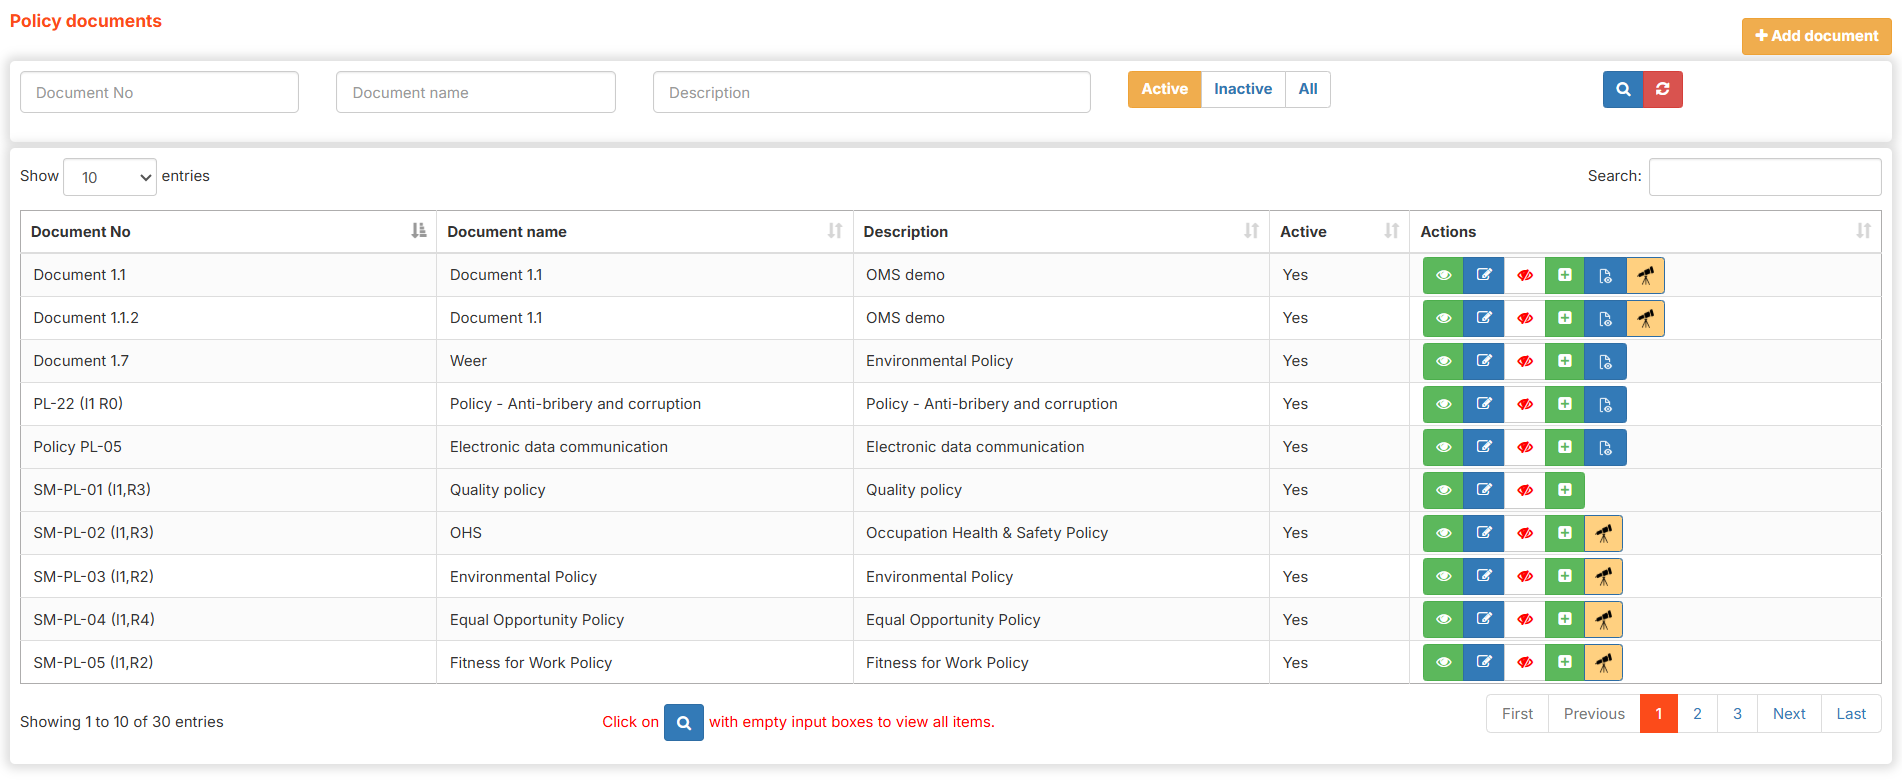 Policy documents
Add document
Document No Document name Description Active Inactive All
Show 10 entries Search:
Document No Document name Description Active Actions
Document 1.1 Document 1.1 OMS demo Yes
Document 1.1.2 Document 1.1 OMS demo Yes
Document 1.7 Weer Environmental Policy Yes
PL-22 (I1 R0) Policy - Anti-bribery and corruption Policy - Anti-bribery and corruption Yes
Policy PL-05 Electronic data communication Electronic data communication Yes
SM-PL-01 (I1,R3) Quality policy Quality policy Yes
SM-PL-02 (I1,R3) OHS Occupation Health & Safety Policy Yes
SM-PL-03 (I1,R2) Environmental Policy Environmental Policy Yes
SM-PL-04 (I1,R4) Equal Opportunity Policy Equal Opportunity Policy Yes
SM-PL-05 (I1,R2) Fitness for Work Policy Fitness for Work Policy Yes
Showing 1 to 10 of 30 entries Click on with empty input boxes to view all items. First Previous 1 2 3 Next Last